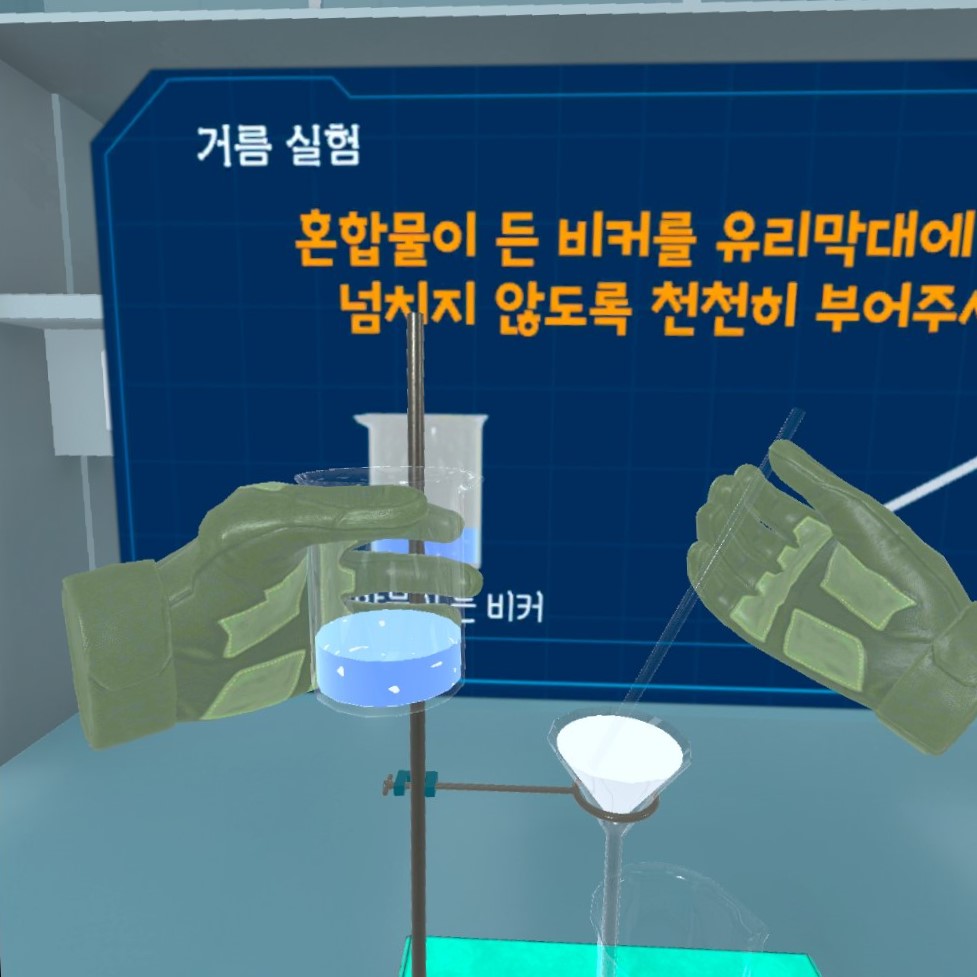 거름 실험
혼합물이 든 비커를 유리막대에
넘치지 않도록 천천히 부어주
든 비커